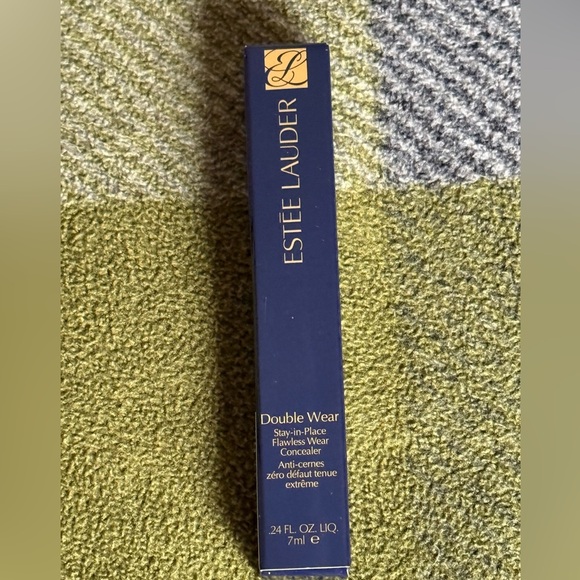 ESTĒE LAUDER
Double Wear
Stay-in-Place
Flawless Wear
Concealer
Anti-cernes
zéro défaut tenue
extrême
.24 FL. OZ. LIQ.
7ml ℮